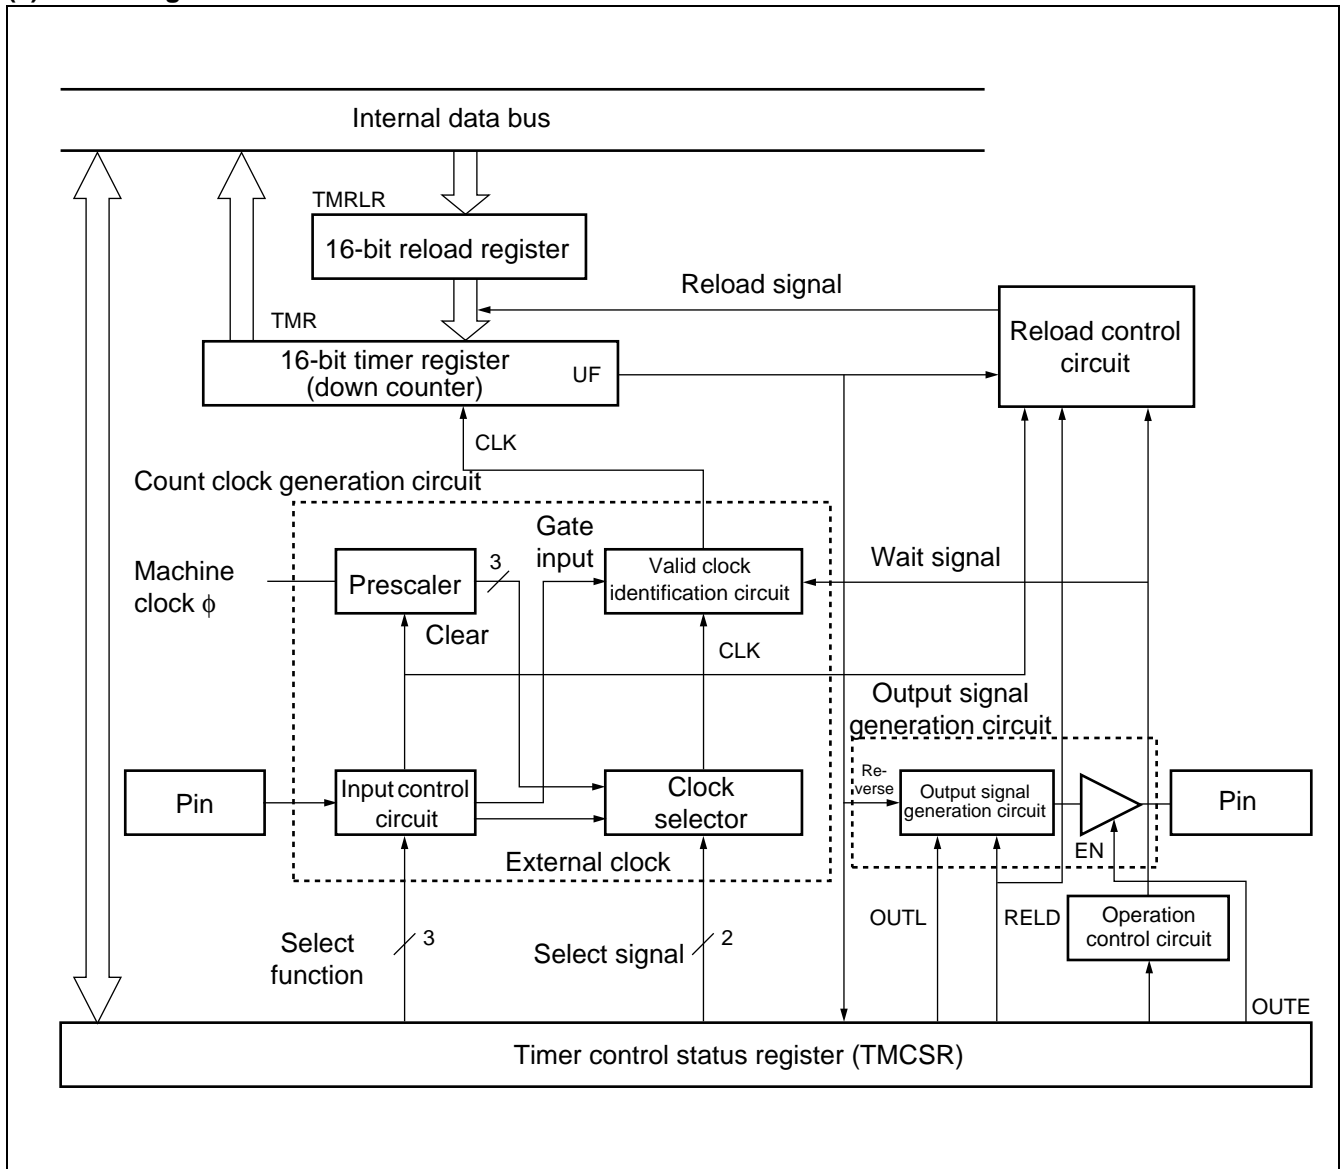 Internal data bus
TMRLR
16-bit reload register
Reload signal
TMR
16-bit timer register
(down counter)
UF
Reload control
circuit
CLK
Count clock generation circuit
Gate
input
Machine
clock ϕ
Prescaler
3
Valid clock
identification circuit
Wait signal
Clear
CLK
Output signal
generation circuit
Pin
Input control
circuit
Clock
selector
Re-
verse
Output signal
generation circuit
Pin
EN
External clock
OUTL
RELD
Operation
control circuit
Select
function
3
Select signal
2
OUTE
Timer control status register (TMCSR)